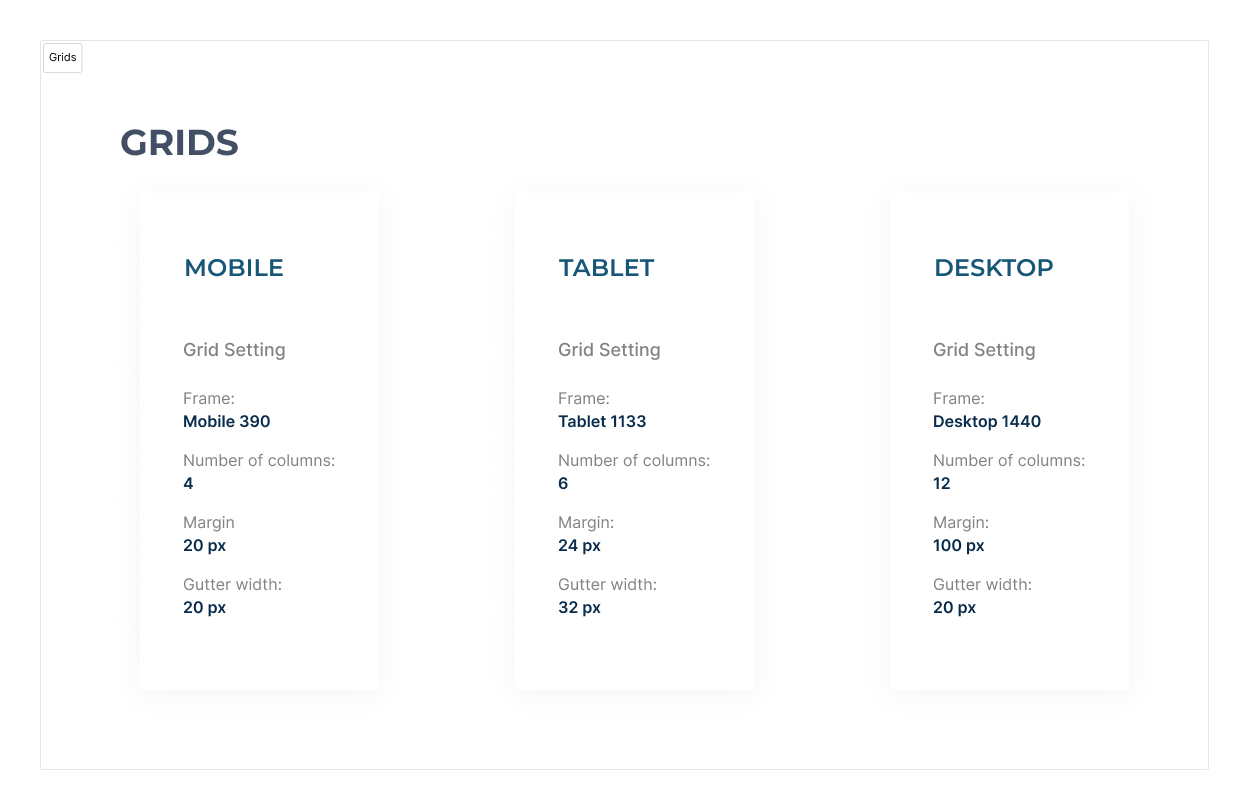 Grids
GRIDS
MOBILE
Grid Setting
Frame:
Mobile 390
Number of columns:
4
Margin
20 px
Gutter width:
20 px
TABLET
Grid Setting
Frame:
Tablet 1133
Number of columns:
6
Margin:
24 px
Gutter width:
32 px
DESKTOP
Grid Setting
Frame:
Desktop 1440
Number of columns:
12
Margin:
100 px
Gutter width:
20 px